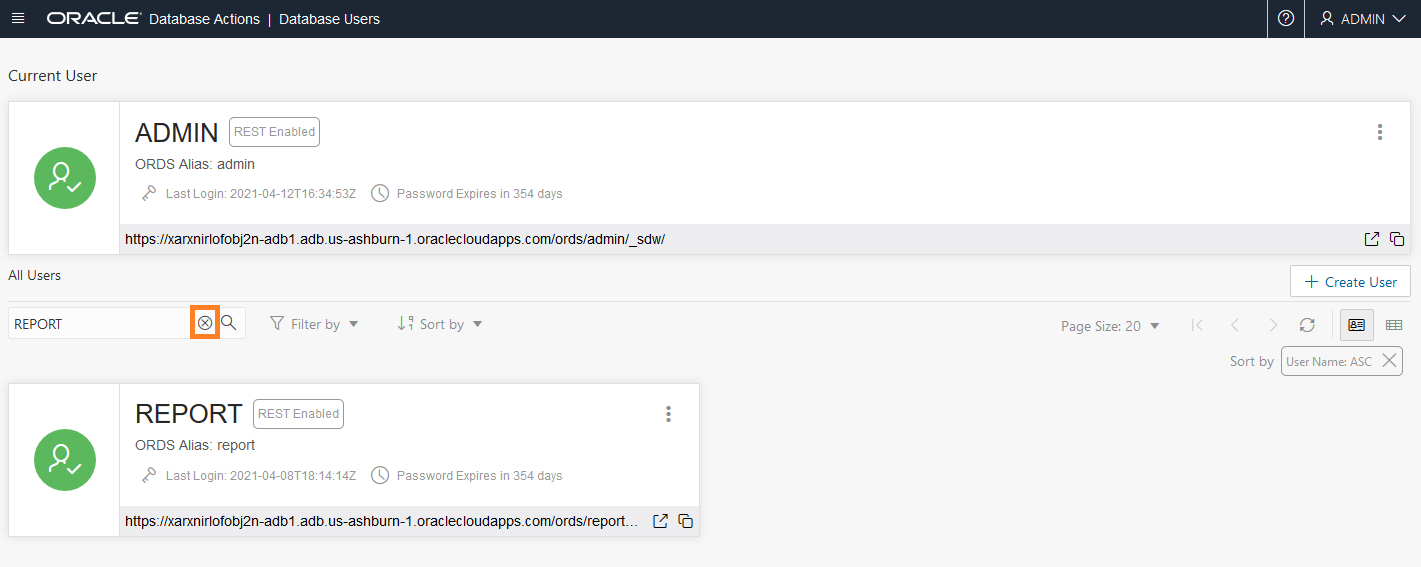 ORACLE Database Actions | Database Users ADMIN
Current User
ADMIN REST Enabled
ORDS Alias: admin
Last Login: 2021-04-12T16:34:53Z Password Expires in 354 days
https://xarxnirlofobj2n-adb1.adb.us-ashburn-1.oraclecloudapps.com/ords/admin/_sdw/
All Users
+ Create User
REPORT Filter by Sort by Page Size: 20
Sort by User Name: ASC
REPORT REST Enabled
ORDS Alias: report
Last Login: 2021-04-08T18:14:14Z Password Expires in 354 days
https://xarxnirlofobj2n-adb1.adb.us-ashburn-1.oraclecloudapps.com/ords/report...